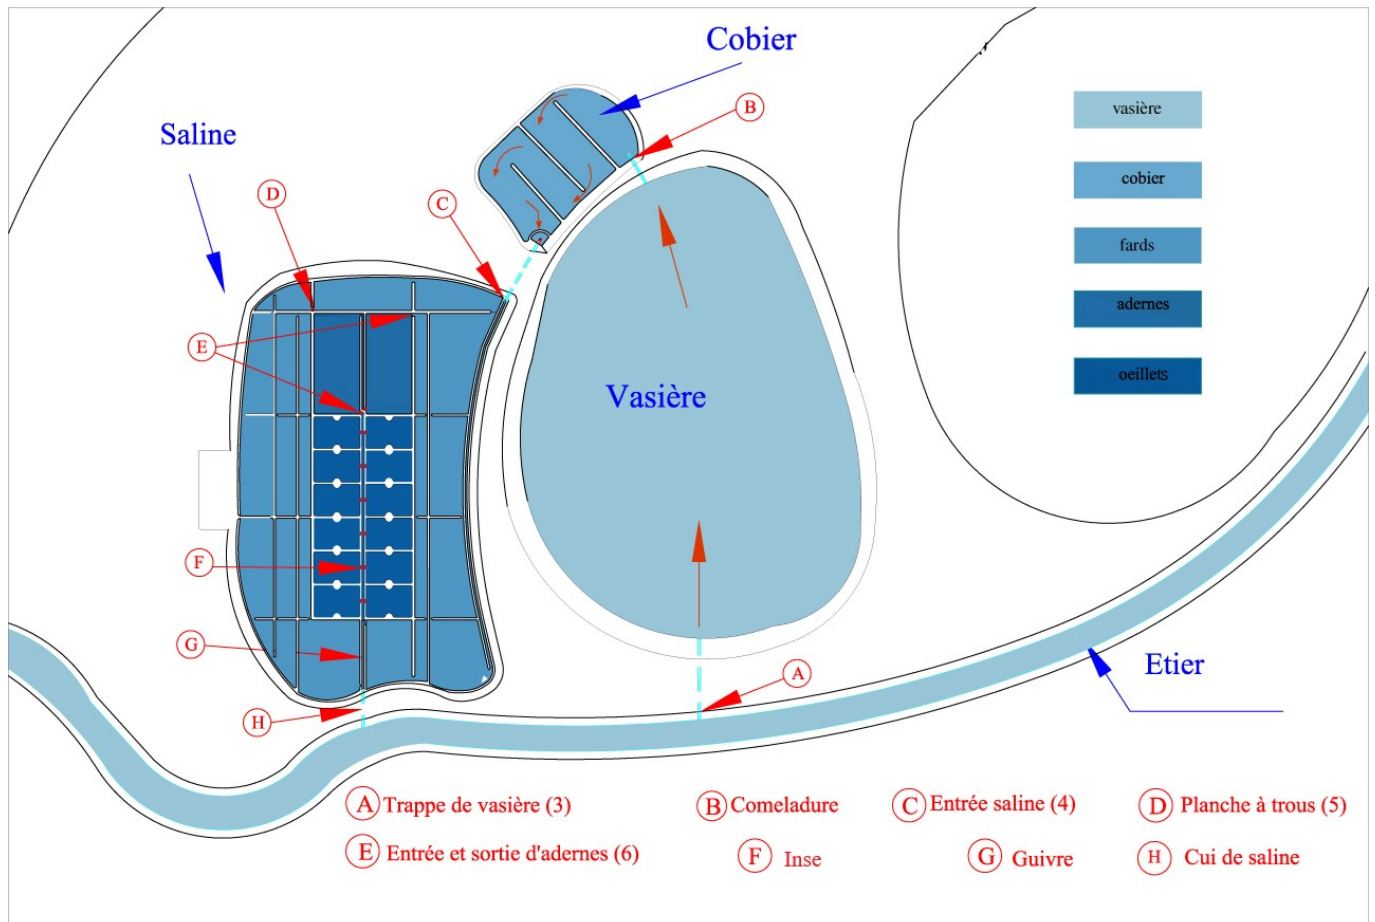 Cobier
B
vasière
Saline
cobier
D
C
fards
E
adernes
oeillets
Vasière
F
G
A
Etier
H
A Trappe de vasière (3)
B Comeladure
C Entrée saline (4)
D Planche à trous (5)
E Entrée et sortie d'adernes (6)
F Inse
G Guivre
H Cui de saline